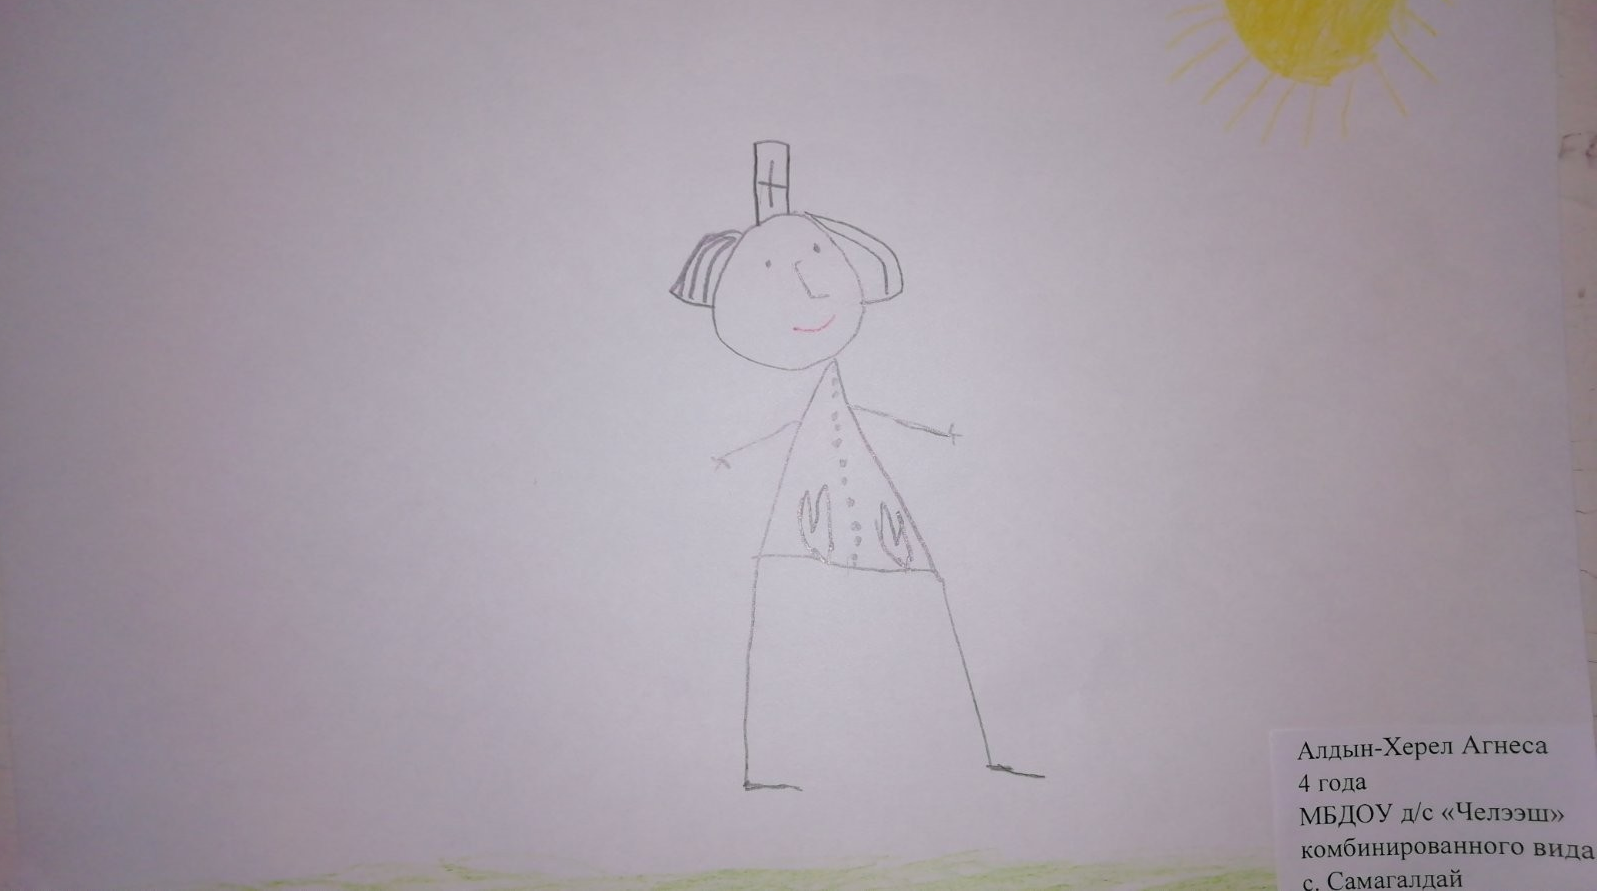 Алдын-Херел Агнеса
4 года
МБДОУ д/с «Челээш»
комбинированного вида
с. Самагалдай